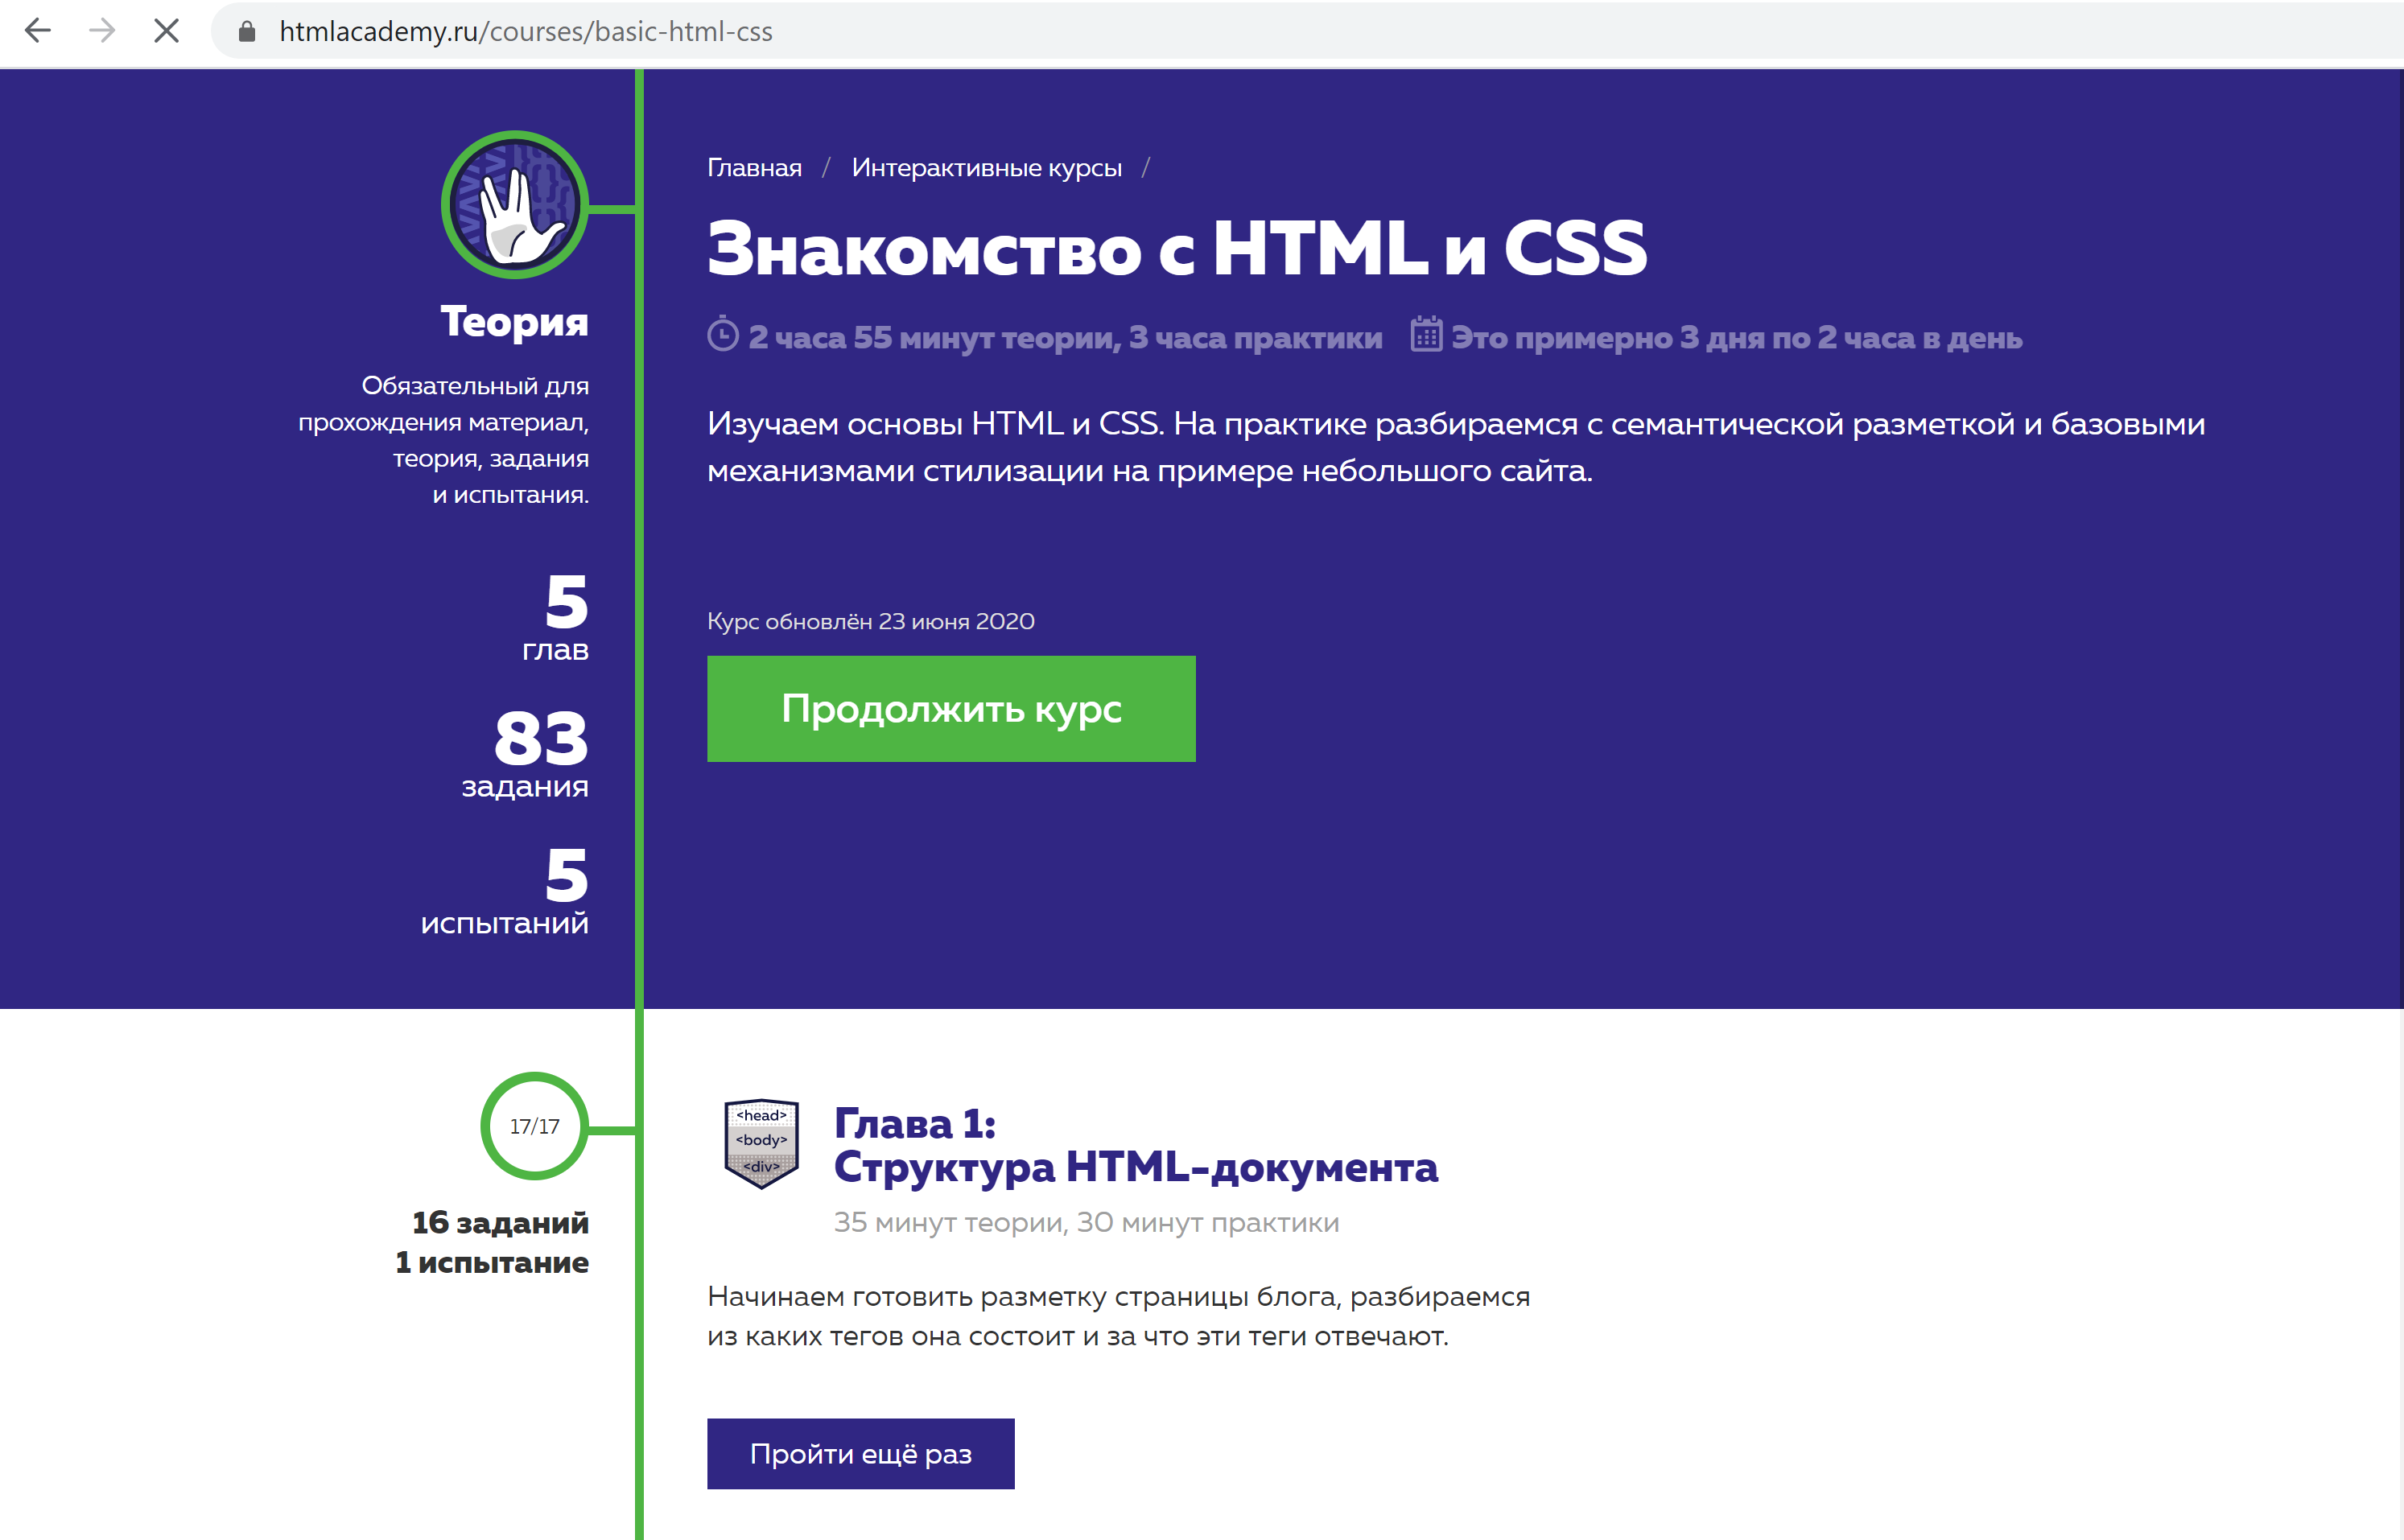 htmlacademy.ru/courses/basic-html-css
Теория
Обязательный для
прохождения материал,
теория, задания
и испытания.
5
глав
83
задания
5
испытаний
Главная / Интерактивные курсы /
Знакомство с HTML и CSS
2 часа 55 минут теории, 3 часа практики Это примерно 3 дня по 2 часа в день
Изучаем основы HTML и CSS. На практике разбираемся с семантической разметкой и базовыми
механизмами стилизации на примере небольшого сайта.
Курс обновлён 23 июня 2020
Продолжить курс
17/17
16 заданий
1 испытание
<head>
<body>
<div>
Глава 1:
Структура HTML-документа
35 минут теории, 30 минут практики
Начинаем готовить разметку страницы блога, разбираемся
из каких тегов она состоит и за что эти теги отвечают.
Пройти ещё раз